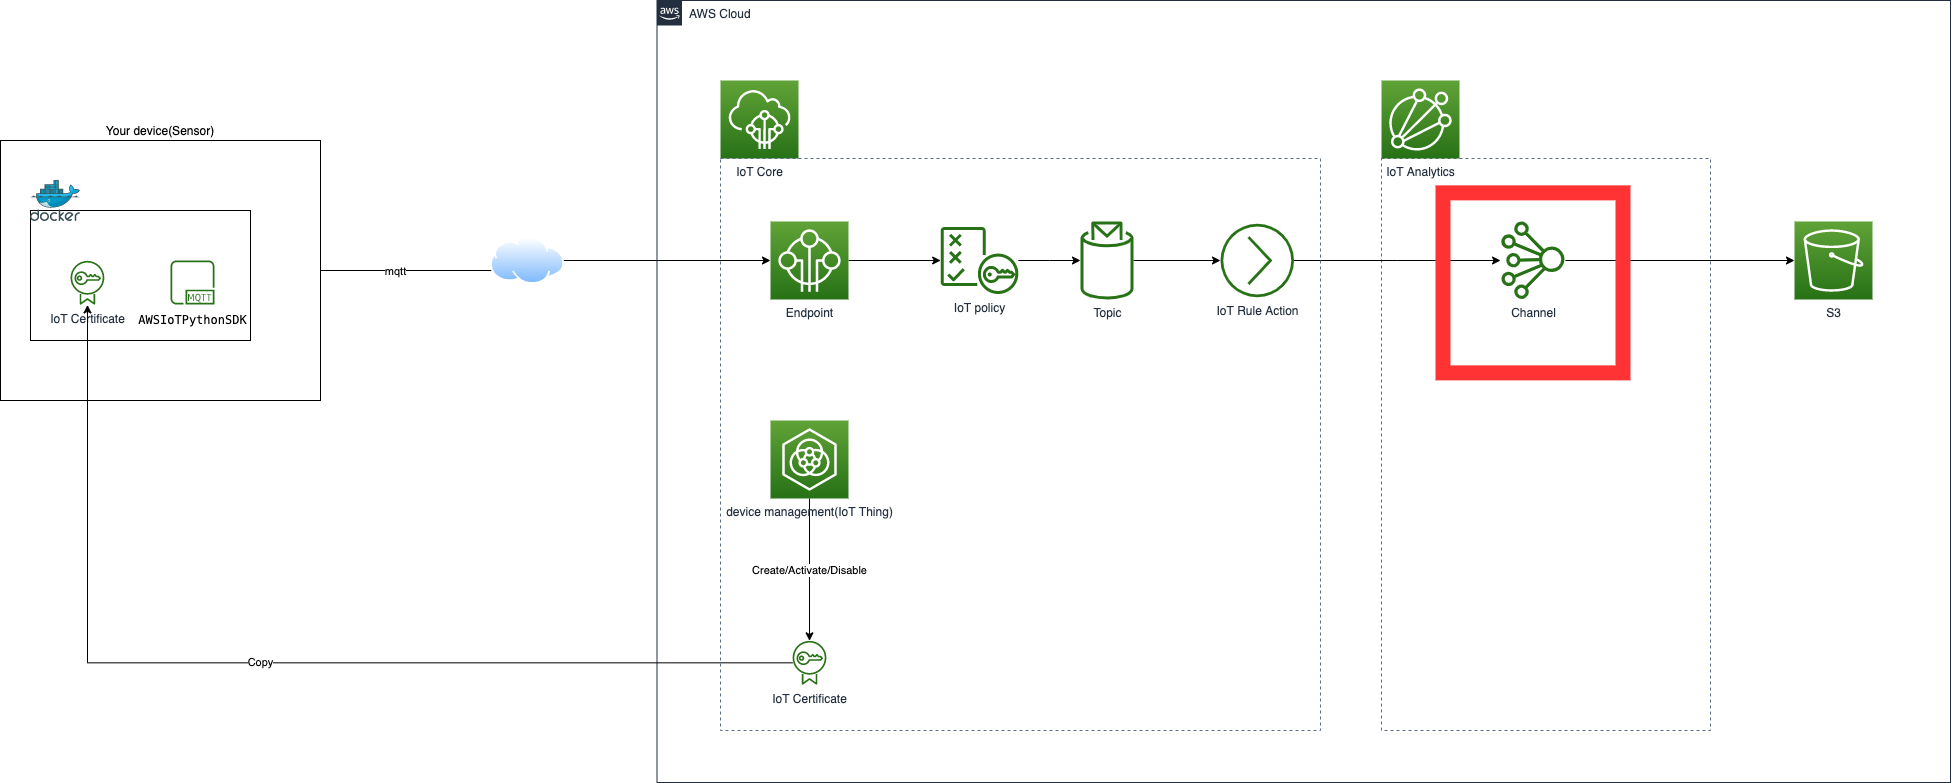 aws
AWS Cloud
Your device(Sensor)
docker
IoT Certificate
MQTT
AWSIoTPythonSDK
mqtt
IoT Core
Endpoint
IoT policy
Topic
IoT Rule Action
IoT Analytics
Channel
S3
device management(IoT Thing)
Create/Activate/Disable
Copy
IoT Certificate